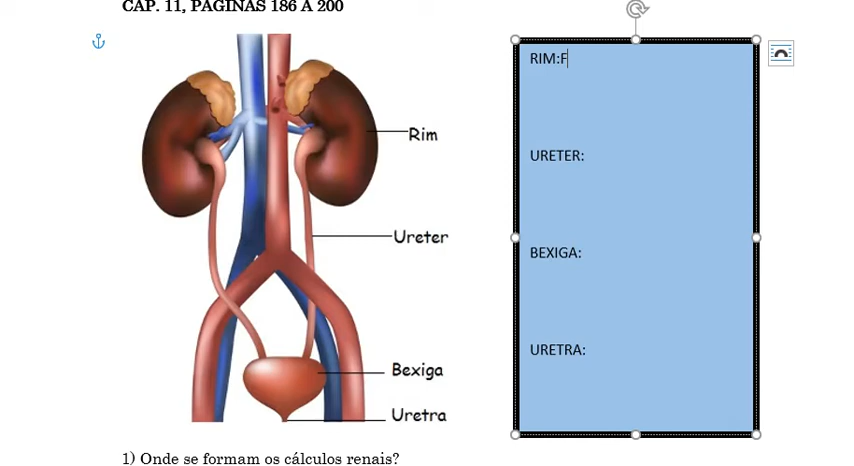 CAP. 11, PAGINAS 186 A 200
Rim
Ureter
Bexiga
Uretra
RIM:F
URETER:
BEXIGA:
URETRA:
1) Onde se formam os cálculos renais?